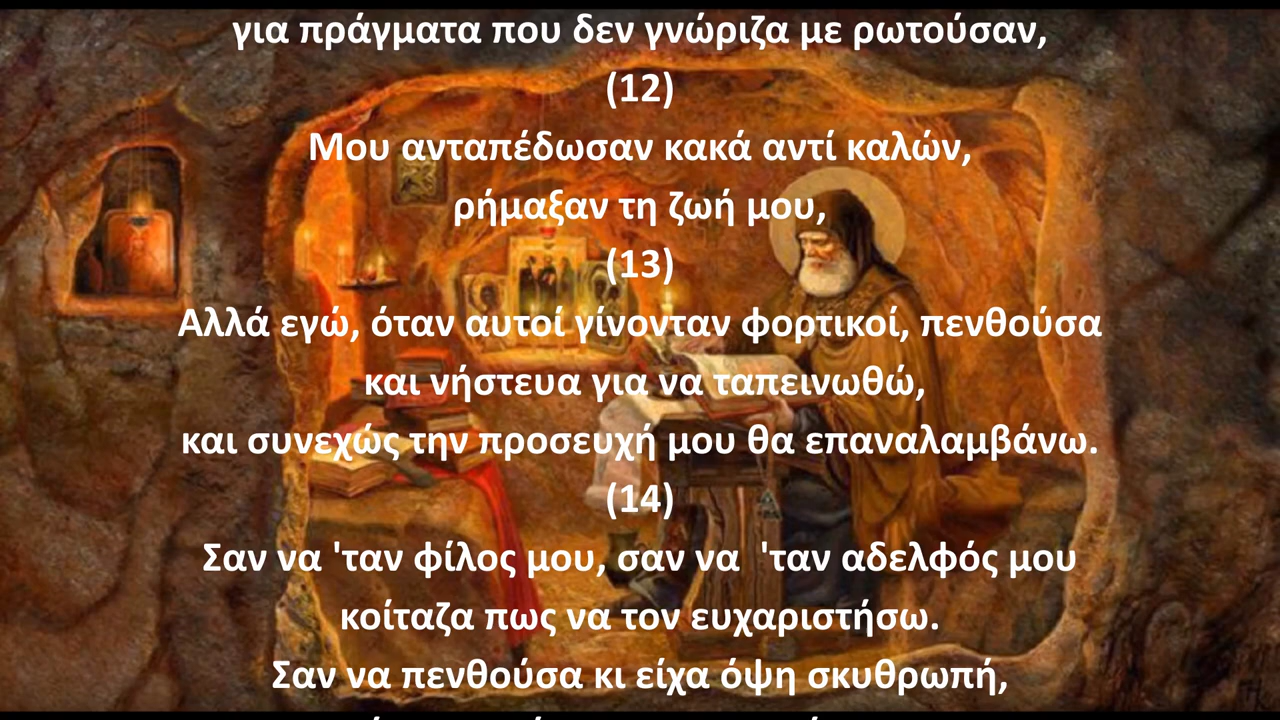 για πράγματα που δεν γνώριζα με ρωτούσαν,
(12)
Μου ανταπέδωσαν κακά αντί καλών,
ρήμαξαν τη ζωή μου,
(13)
Αλλά εγώ, όταν αυτοί γίνονταν φορτικοί, πενθούσα
και νήστευα για να ταπεινωθώ,
και συνεχώς την προσευχή μου θα επαναλαμβάνω.
(14)
Σαν να 'ταν φίλος μου, σαν να  'ταν αδελφός μου
κοίταζα πως να τον ευχαριστήσω.
Σαν να πενθούσα κι είχα όψη σκυθρωπή,